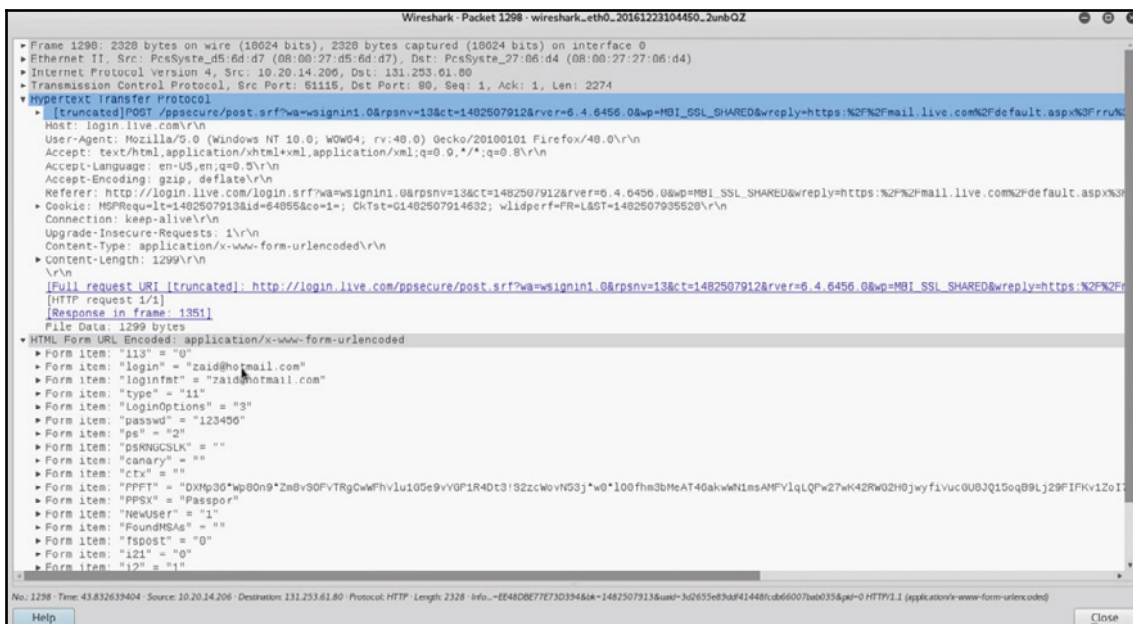 Wireshark · Packet 1298 · wireshark_eth0_20161223104450_2unbQZ
Frame 1298: 2328 bytes on wire (18624 bits), 2328 bytes captured (18624 bits) on interface 0
Ethernet II, Src: PcsSyste_d5:6d:d7 (08:00:27:d5:6d:d7), Dst: PcsSyste_27:06:d4 (08:00:27:27:06:d4)
Internet Protocol Version 4, Src: 10.20.14.206, Dst: 131.253.61.80
Transmission Control Protocol, Src Port: 51115, Dst Port: 80, Seq: 1, Ack: 1, Len: 2274
Hypertext Transfer Protocol
[truncated]POST /ppsecure/post.srf?wa=wsignin1.0&rpsnv=13&ct=1482507912&rver=6.4.6456.0&wp=MBI_SSL_SHARED&wreply=https:%2F%2Fmail.live.com%2Fdefault.aspx%3Frru%
Host: login.live.com\r\n
User-Agent: Mozilla/5.0 (Windows NT 10.0; WOW64; rv:48.0) Gecko/20100101 Firefox/48.0\r\n
Accept: text/html,application/xhtml+xml,application/xml;q=0.9,*/*;q=0.8\r\n
Accept-Language: en-US,en;q=0.5\r\n
Accept-Encoding: gzip, deflate\r\n
Referer: http://login.live.com/login.srf?wa=wsignin1.0&rpsnv=13&ct=1482507912&rver=6.4.6456.0&wp=MBI_SSL_SHARED&wreply=https:%2F%2Fmail.live.com%2Fdefault.aspx%3
Cookie: MSPRequ=lt=1482507913&id=64855&co=1=; CkTst=G1482507914632; wlidperf=FR=L&ST=1482507935520\r\n
Connection: keep-alive\r\n
Upgrade-Insecure-Requests: 1\r\n
Content-Type: application/x-www-form-urlencoded\r\n
Content-Length: 1299\r\n
\r\n
[Full request URI [truncated]: http://login.live.com/ppsecure/post.srf?wa=wsignin1.0&rpsnv=13&ct=1482507912&rver=6.4.6456.0&wp=MBI_SSL_SHARED&wreply=https:%2F%2F
[HTTP request 1/1]
[Response in frame: 1351]
File Data: 1299 bytes
HTML Form URL Encoded: application/x-www-form-urlencoded
Form item: "i13" = "0"
Form item: "login" = "zaid@hotmail.com"
Form item: "loginfmt" = "zaid@hotmail.com"
Form item: "type" = "11"
Form item: "LoginOptions" = "3"
Form item: "passwd" = "123456"
Form item: "ps" = "2"
Form item: "psRNGCSLK" = ""
Form item: "canary" = ""
Form item: "ctx" = ""
Form item: "PPFT" =
Form item: "PPSX" = "Passpor"
Form item: "NewUser" = "1"
Form item: "FoundMSAs" = ""
Form item: "fspost" = "0"
Form item: "i21" = "0"
Form item: "i2" = "1"
No.: 1298 · Time: 43.832639404 · Source: 10.20.14.206 · Destination: 131.253.61.80 · Protocol: HTTP · Length: 2328 · Info: HTTP/1.1 (application/x-www-form-urlencoded)
Help
Close